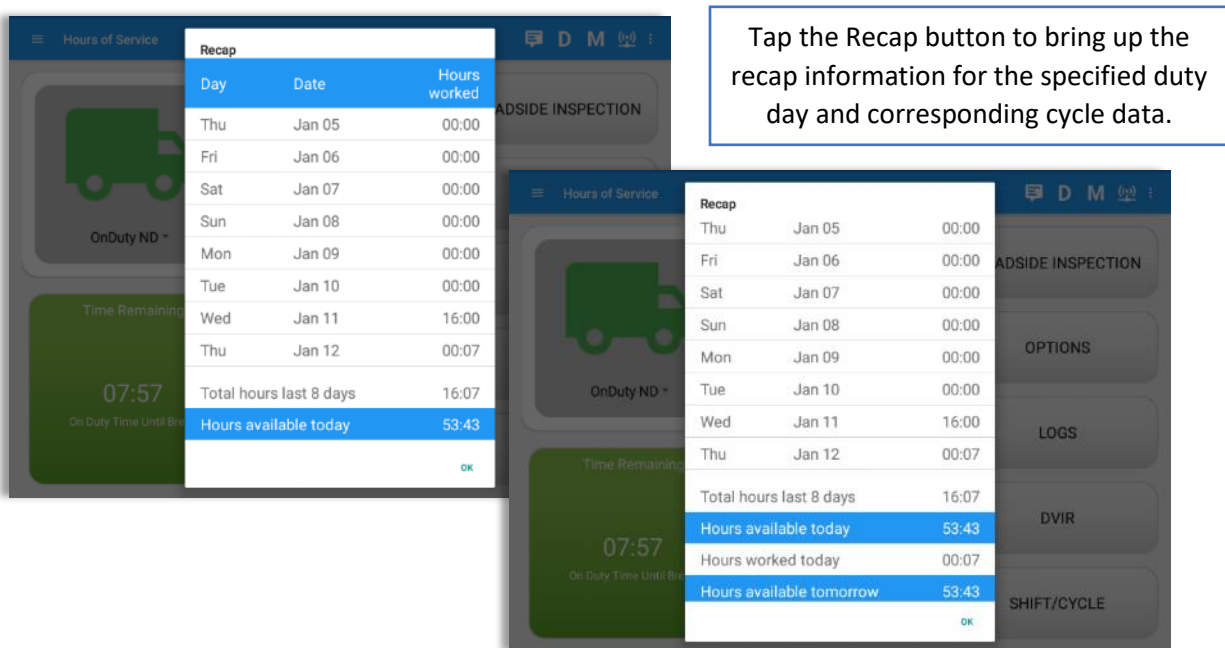 Hours of Service
D M
Recap
Day Date Hours worked
Thu Jan 05 00:00
Fri Jan 06 00:00
Sat Jan 07 00:00
Sun Jan 08 00:00
Mon Jan 09 00:00
Tue Jan 10 00:00
Wed Jan 11 16:00
Thu Jan 12 00:07
Total hours last 8 days 16:07
Hours available today 53:43
OK
ADSIDE INSPECTION
OnDuty ND
Time Remaining
07:57
On Duty Time Until Bre
Tap the Recap button to bring up the
recap information for the specified duty
day and corresponding cycle data.
Hours of Service
D M
Recap
Thu Jan 05 00:00
Fri Jan 06 00:00
Sat Jan 07 00:00
Sun Jan 08 00:00
Mon Jan 09 00:00
Tue Jan 10 00:00
Wed Jan 11 16:00
Thu Jan 12 00:07
Total hours last 8 days 16:07
Hours available today 53:43
Hours worked today 00:07
Hours available tomorrow 53:43
OK
OnDuty ND
Time Remaining
07:57
On Duty Time Until Bre
ADSIDE INSPECTION
OPTIONS
LOGS
DVIR
SHIFT/CYCLE